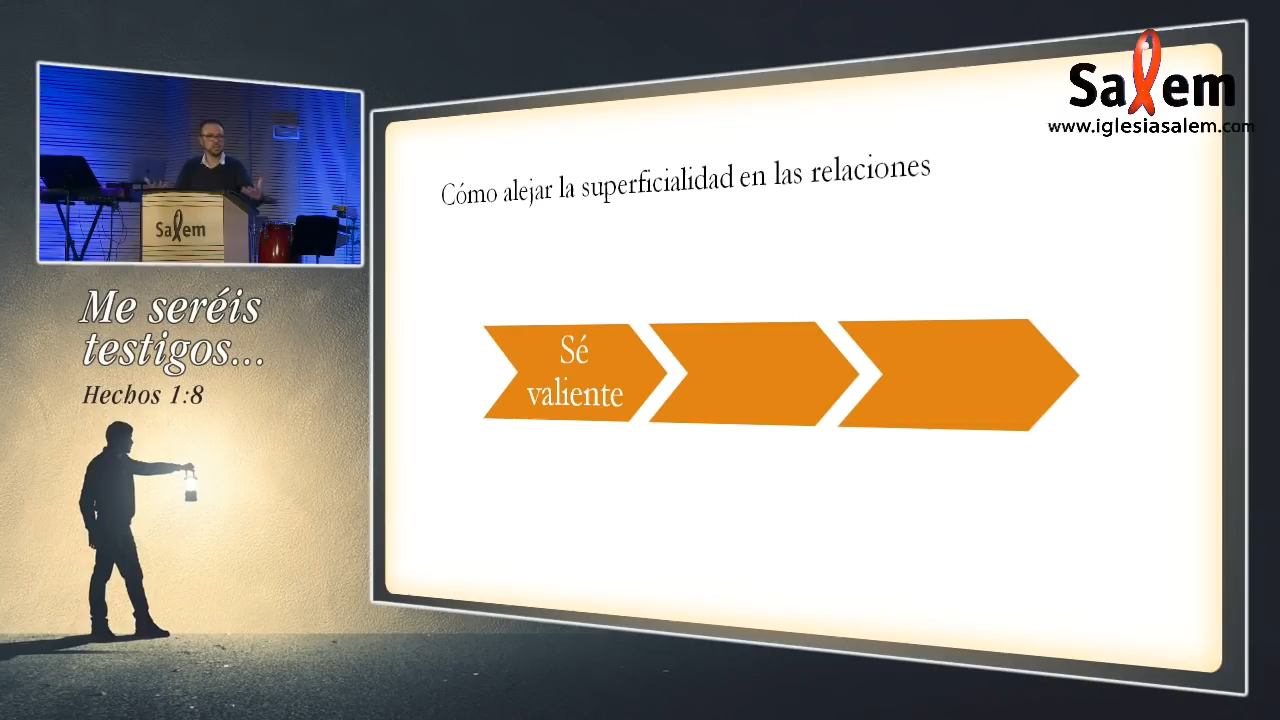 Salem
www.iglesiasalem.com
Cómo alejar la superficialidad en las relaciones
Salem
Sé
valiente
Me seréis
testigos...
Hechos 1:8